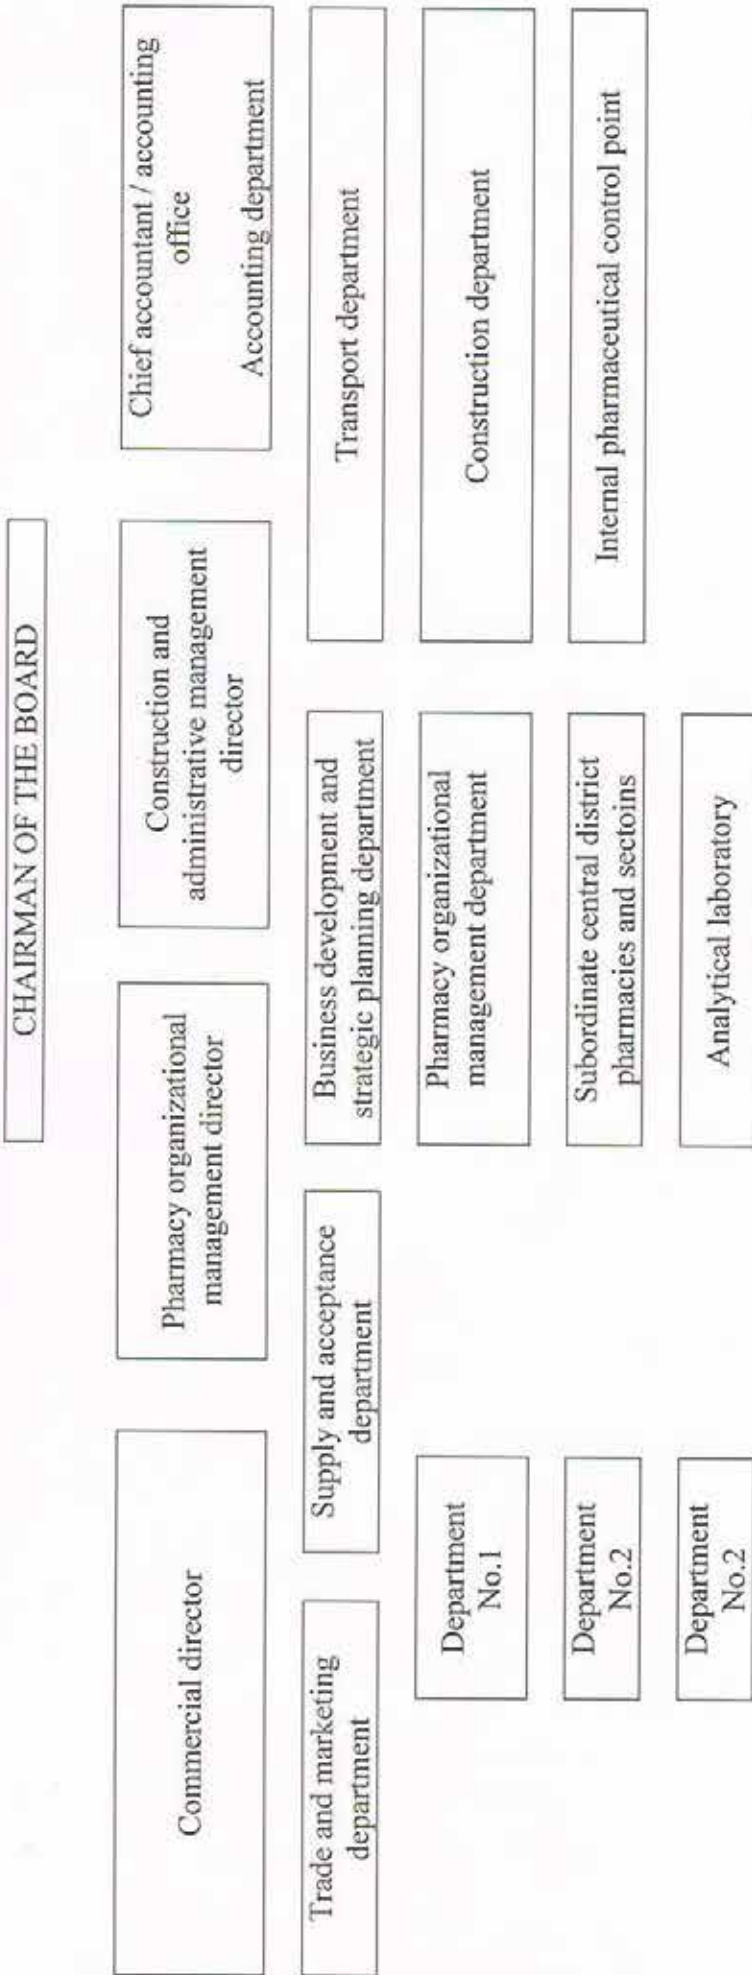 CHAIRMAN OF THE BOARD
Commercial director
Pharmacy organizational
management director
Construction and
administrative management
director
Chief accountant / accounting
office
Accounting department
Trade and marketing
department
Supply and acceptance
department
Business development and
strategic planning department
Transport department
Department
No.1
Pharmacy organizational
management department
Construction department
Department
No.2
Subordinate central district
pharmacies and sectoins
Internal pharmaceutical control point
Department
No.2
Analytical laboratory